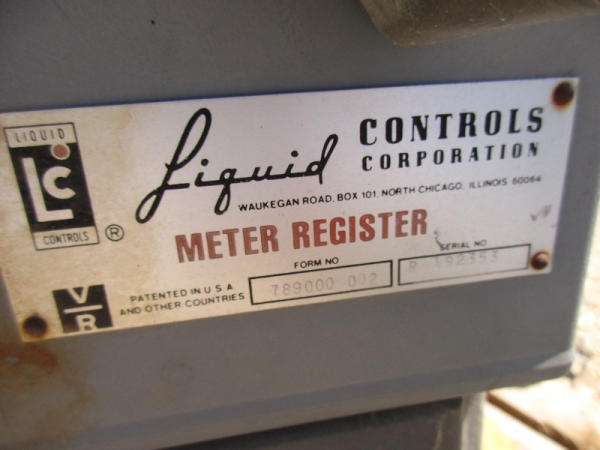 LIQUID
LC
CONTROLS
®
Liquid CONTROLS
CORPORATION
WAUKEGAN ROAD, BOX 101, NORTH CHICAGO, ILLINOIS 60064
METER REGISTER
V/R
PATENTED IN U S A
AND OTHER COUNTRIES
FORM NO
789000 002
SERIAL NO
R 192353